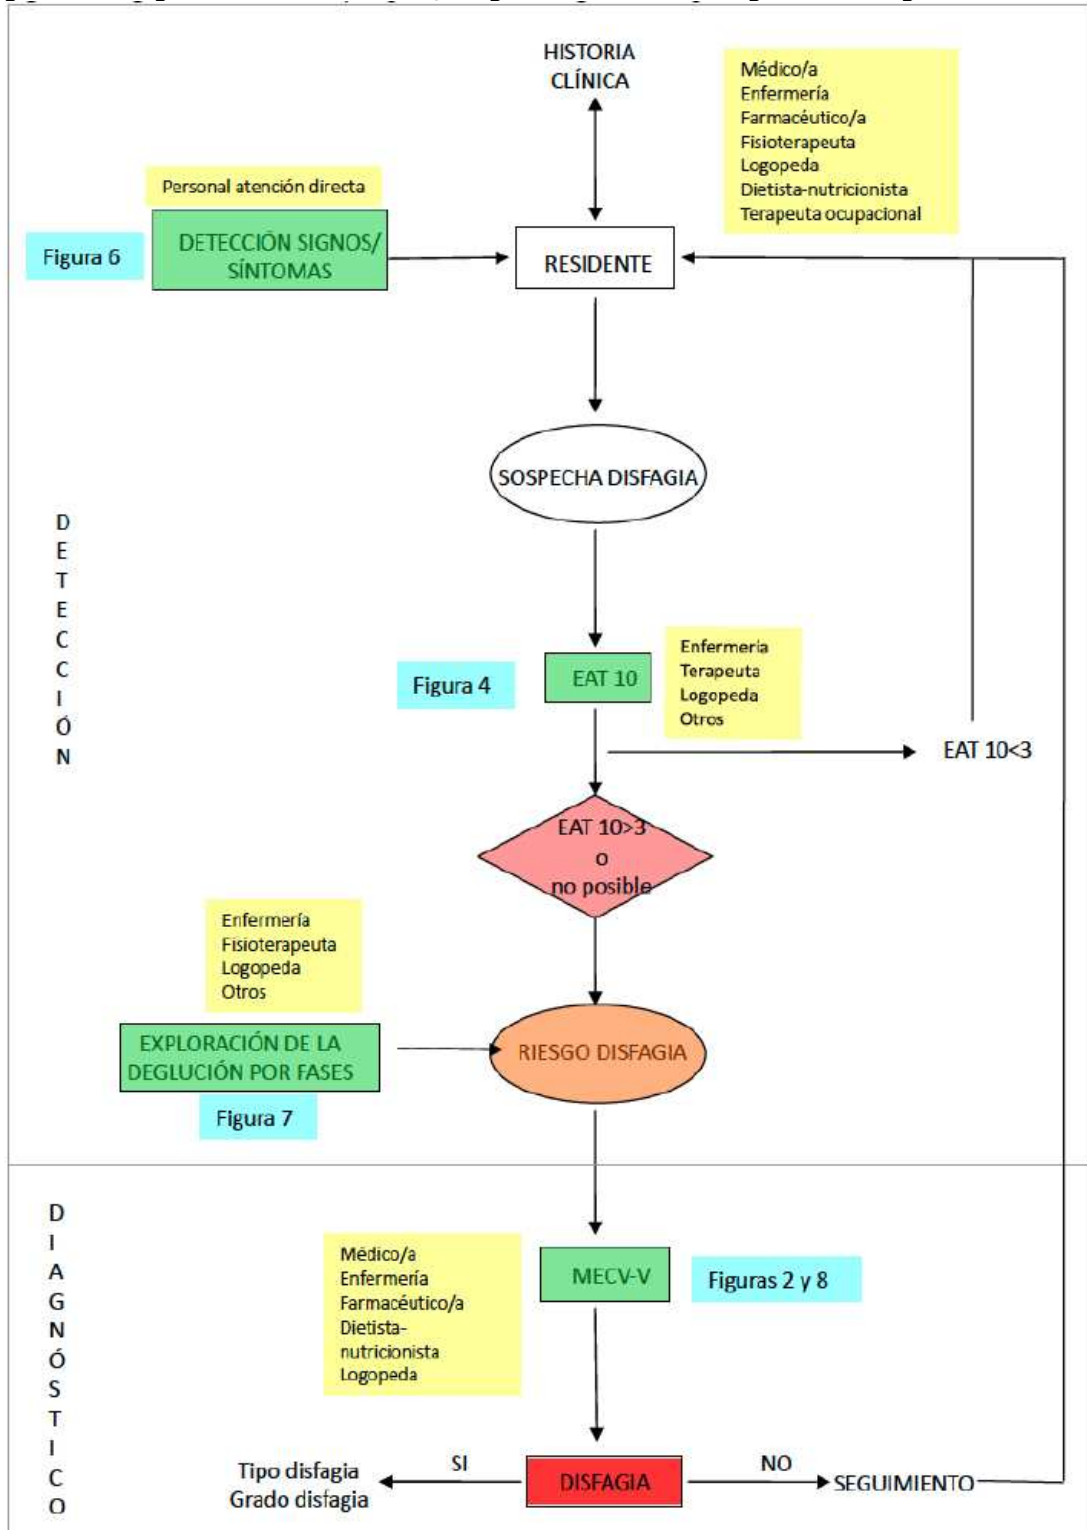 HISTORIA
CLÍNICA
Médico/a
Enfermería
Farmacéutico/a
Fisioterapeuta
Logopeda
Dietista-nutricionista
Terapeuta ocupacional
Personal atención directa
Figura 6
DETECCIÓN SIGNOS/
SÍNTOMAS
RESIDENTE
SOSPECHA DISFAGIA
D
E
T
E
C
C
I
Ó
N
Figura 4
EAT 10
Enfermería
Terapeuta
Logopeda
Otros
EAT 10<3
EAT 10>3
o
no posible
Enfermería
Fisioterapeuta
Logopeda
Otros
EXPLORACIÓN DE LA
DEGLUCIÓN POR FASES
Figura 7
RIESGO DISFAGIA
D
I
A
G
N
Ó
S
T
I
C
O
Médico/a
Enfermería
Farmacéutico/a
Dietista-
nutricionista
Logopeda
MECV-V
Figuras 2 y 8
Tipo disfagia
Grado disfagia
SI
DISFAGIA
NO
SEGUIMIENTO